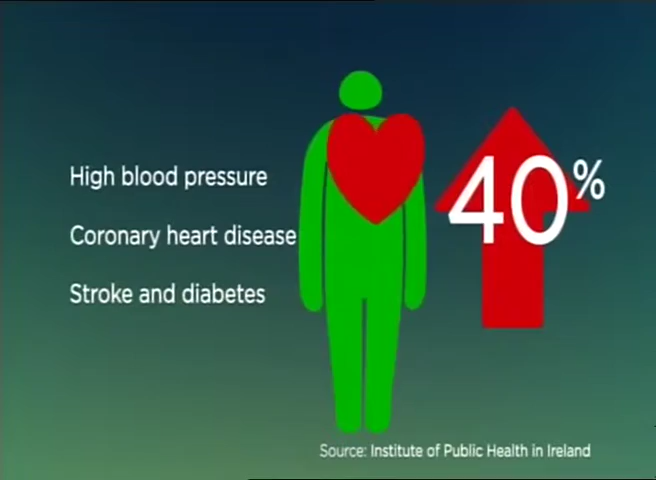 High blood pressure
Coronary heart disease
Stroke and diabetes
40%
Source: Institute of Public Health in Ireland